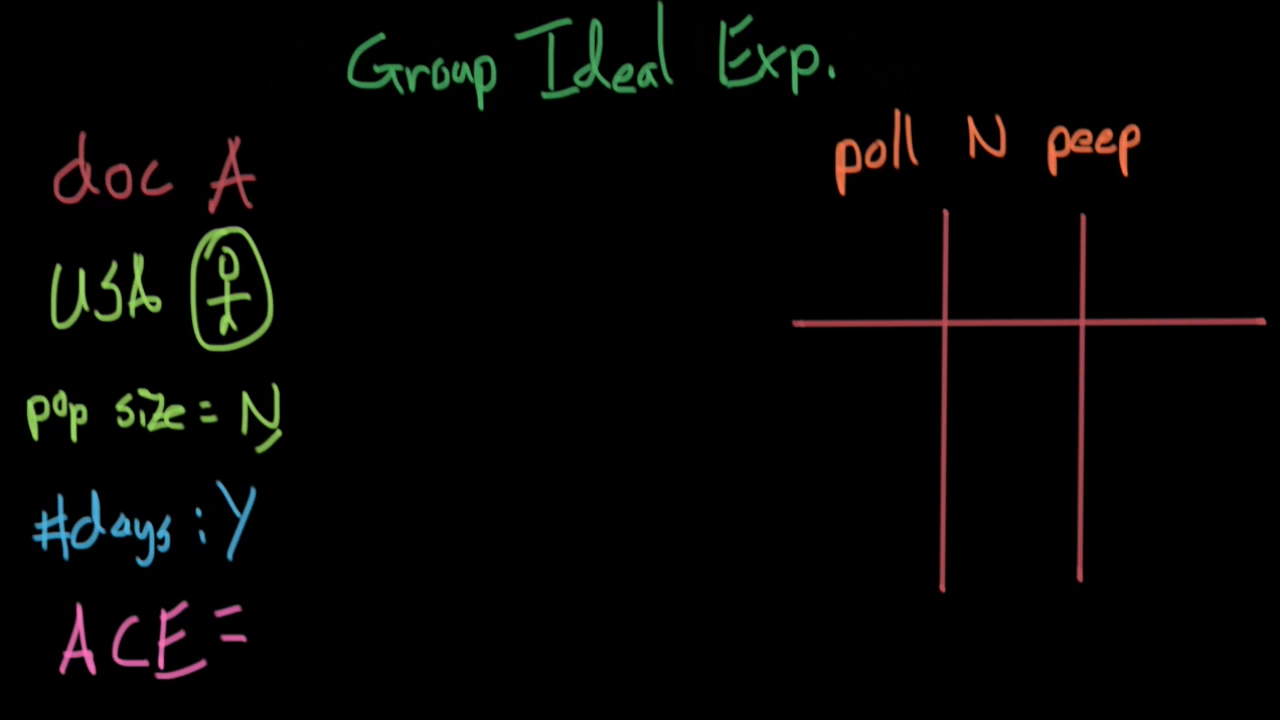 Group Ideal Exp.
doc A
poll N peep
USA
pop size = N
#days : Y
ACE =